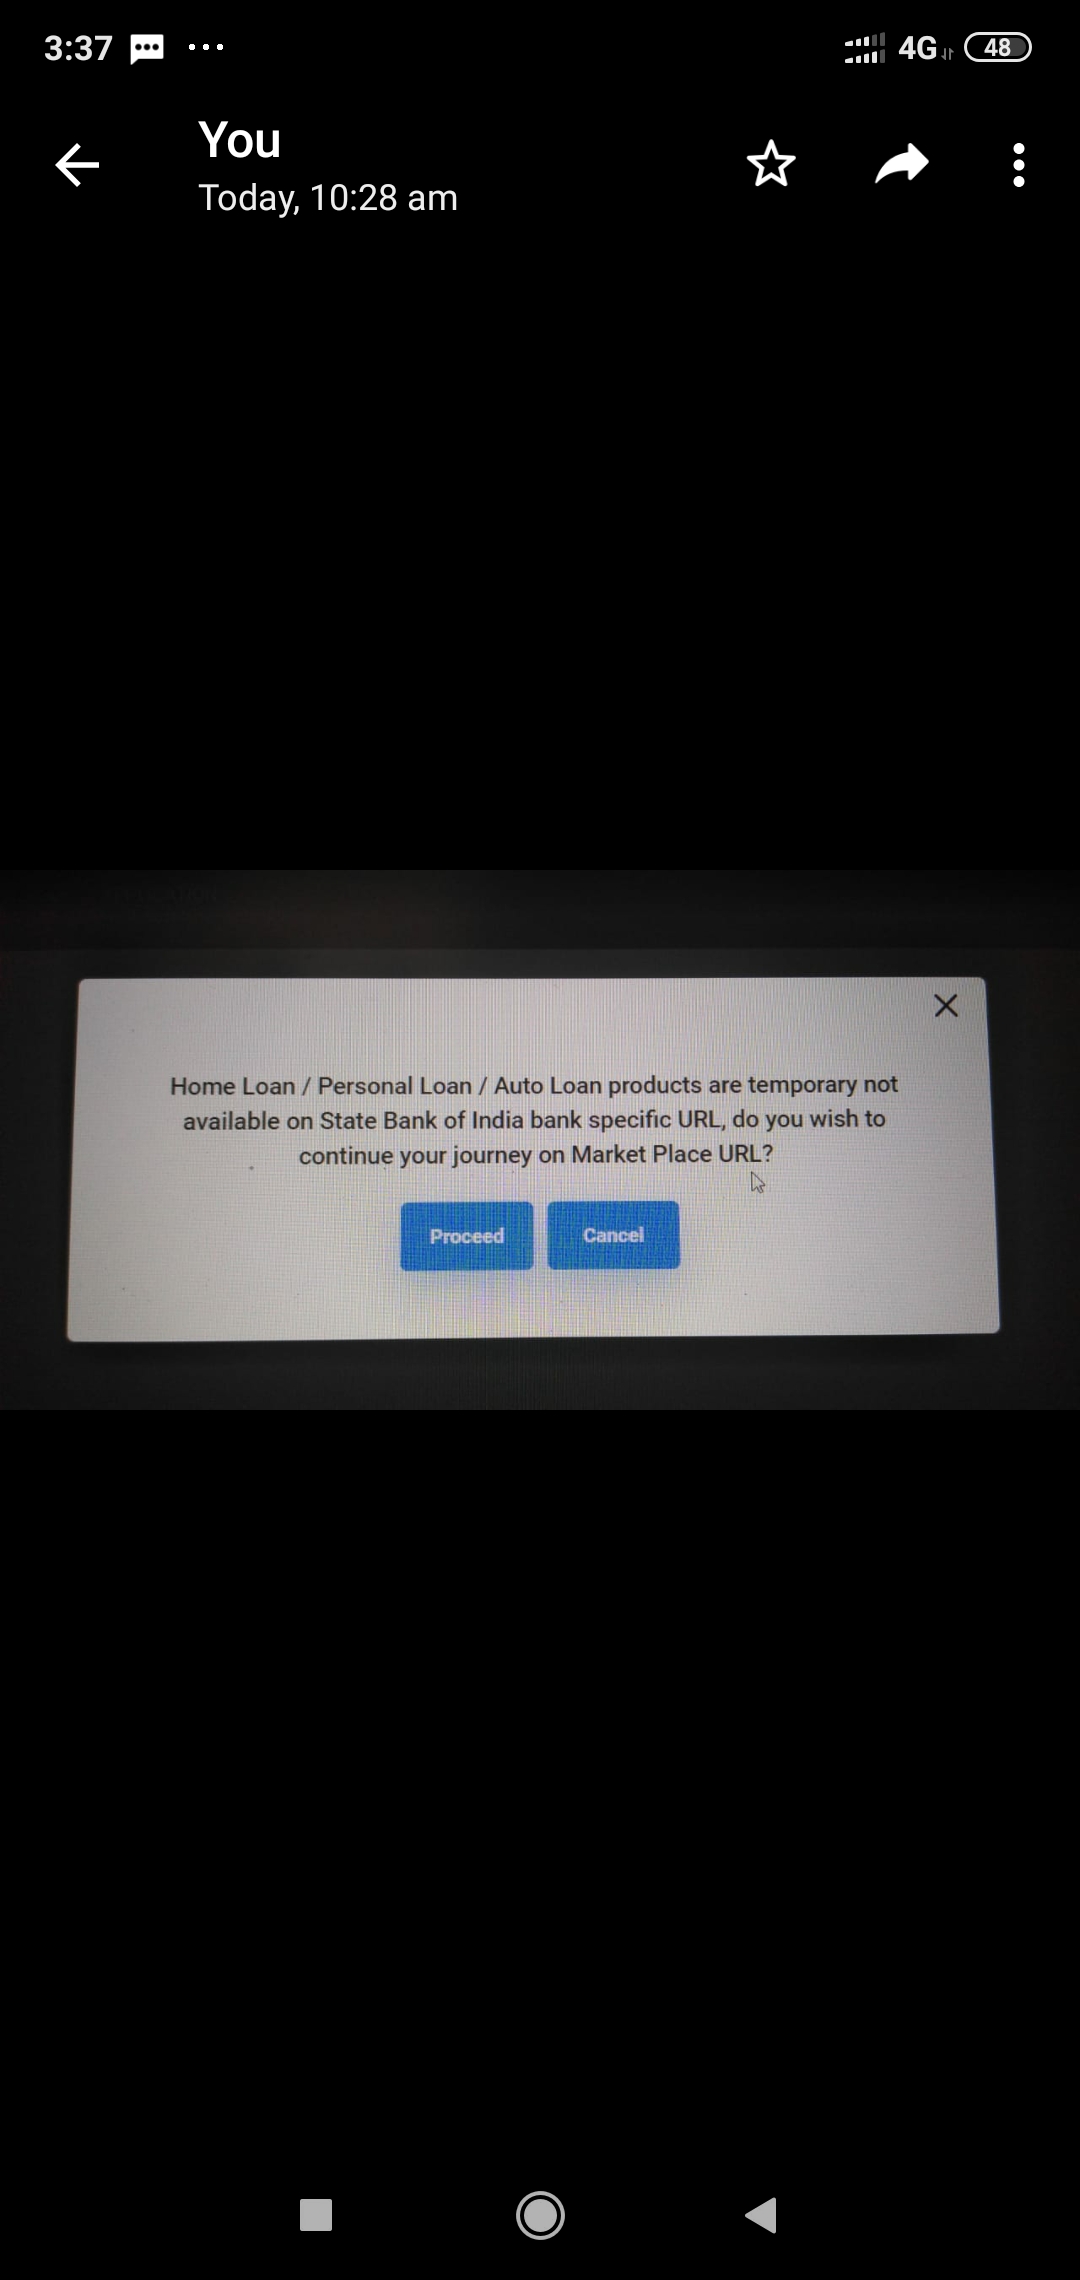 3:37
4G
48
You
Today, 10:28 am
Home Loan / Personal Loan / Auto Loan products are temporary not
available on State Bank of India bank specific URL, do you wish to
continue your journey on Market Place URL?
Proceed Cancel